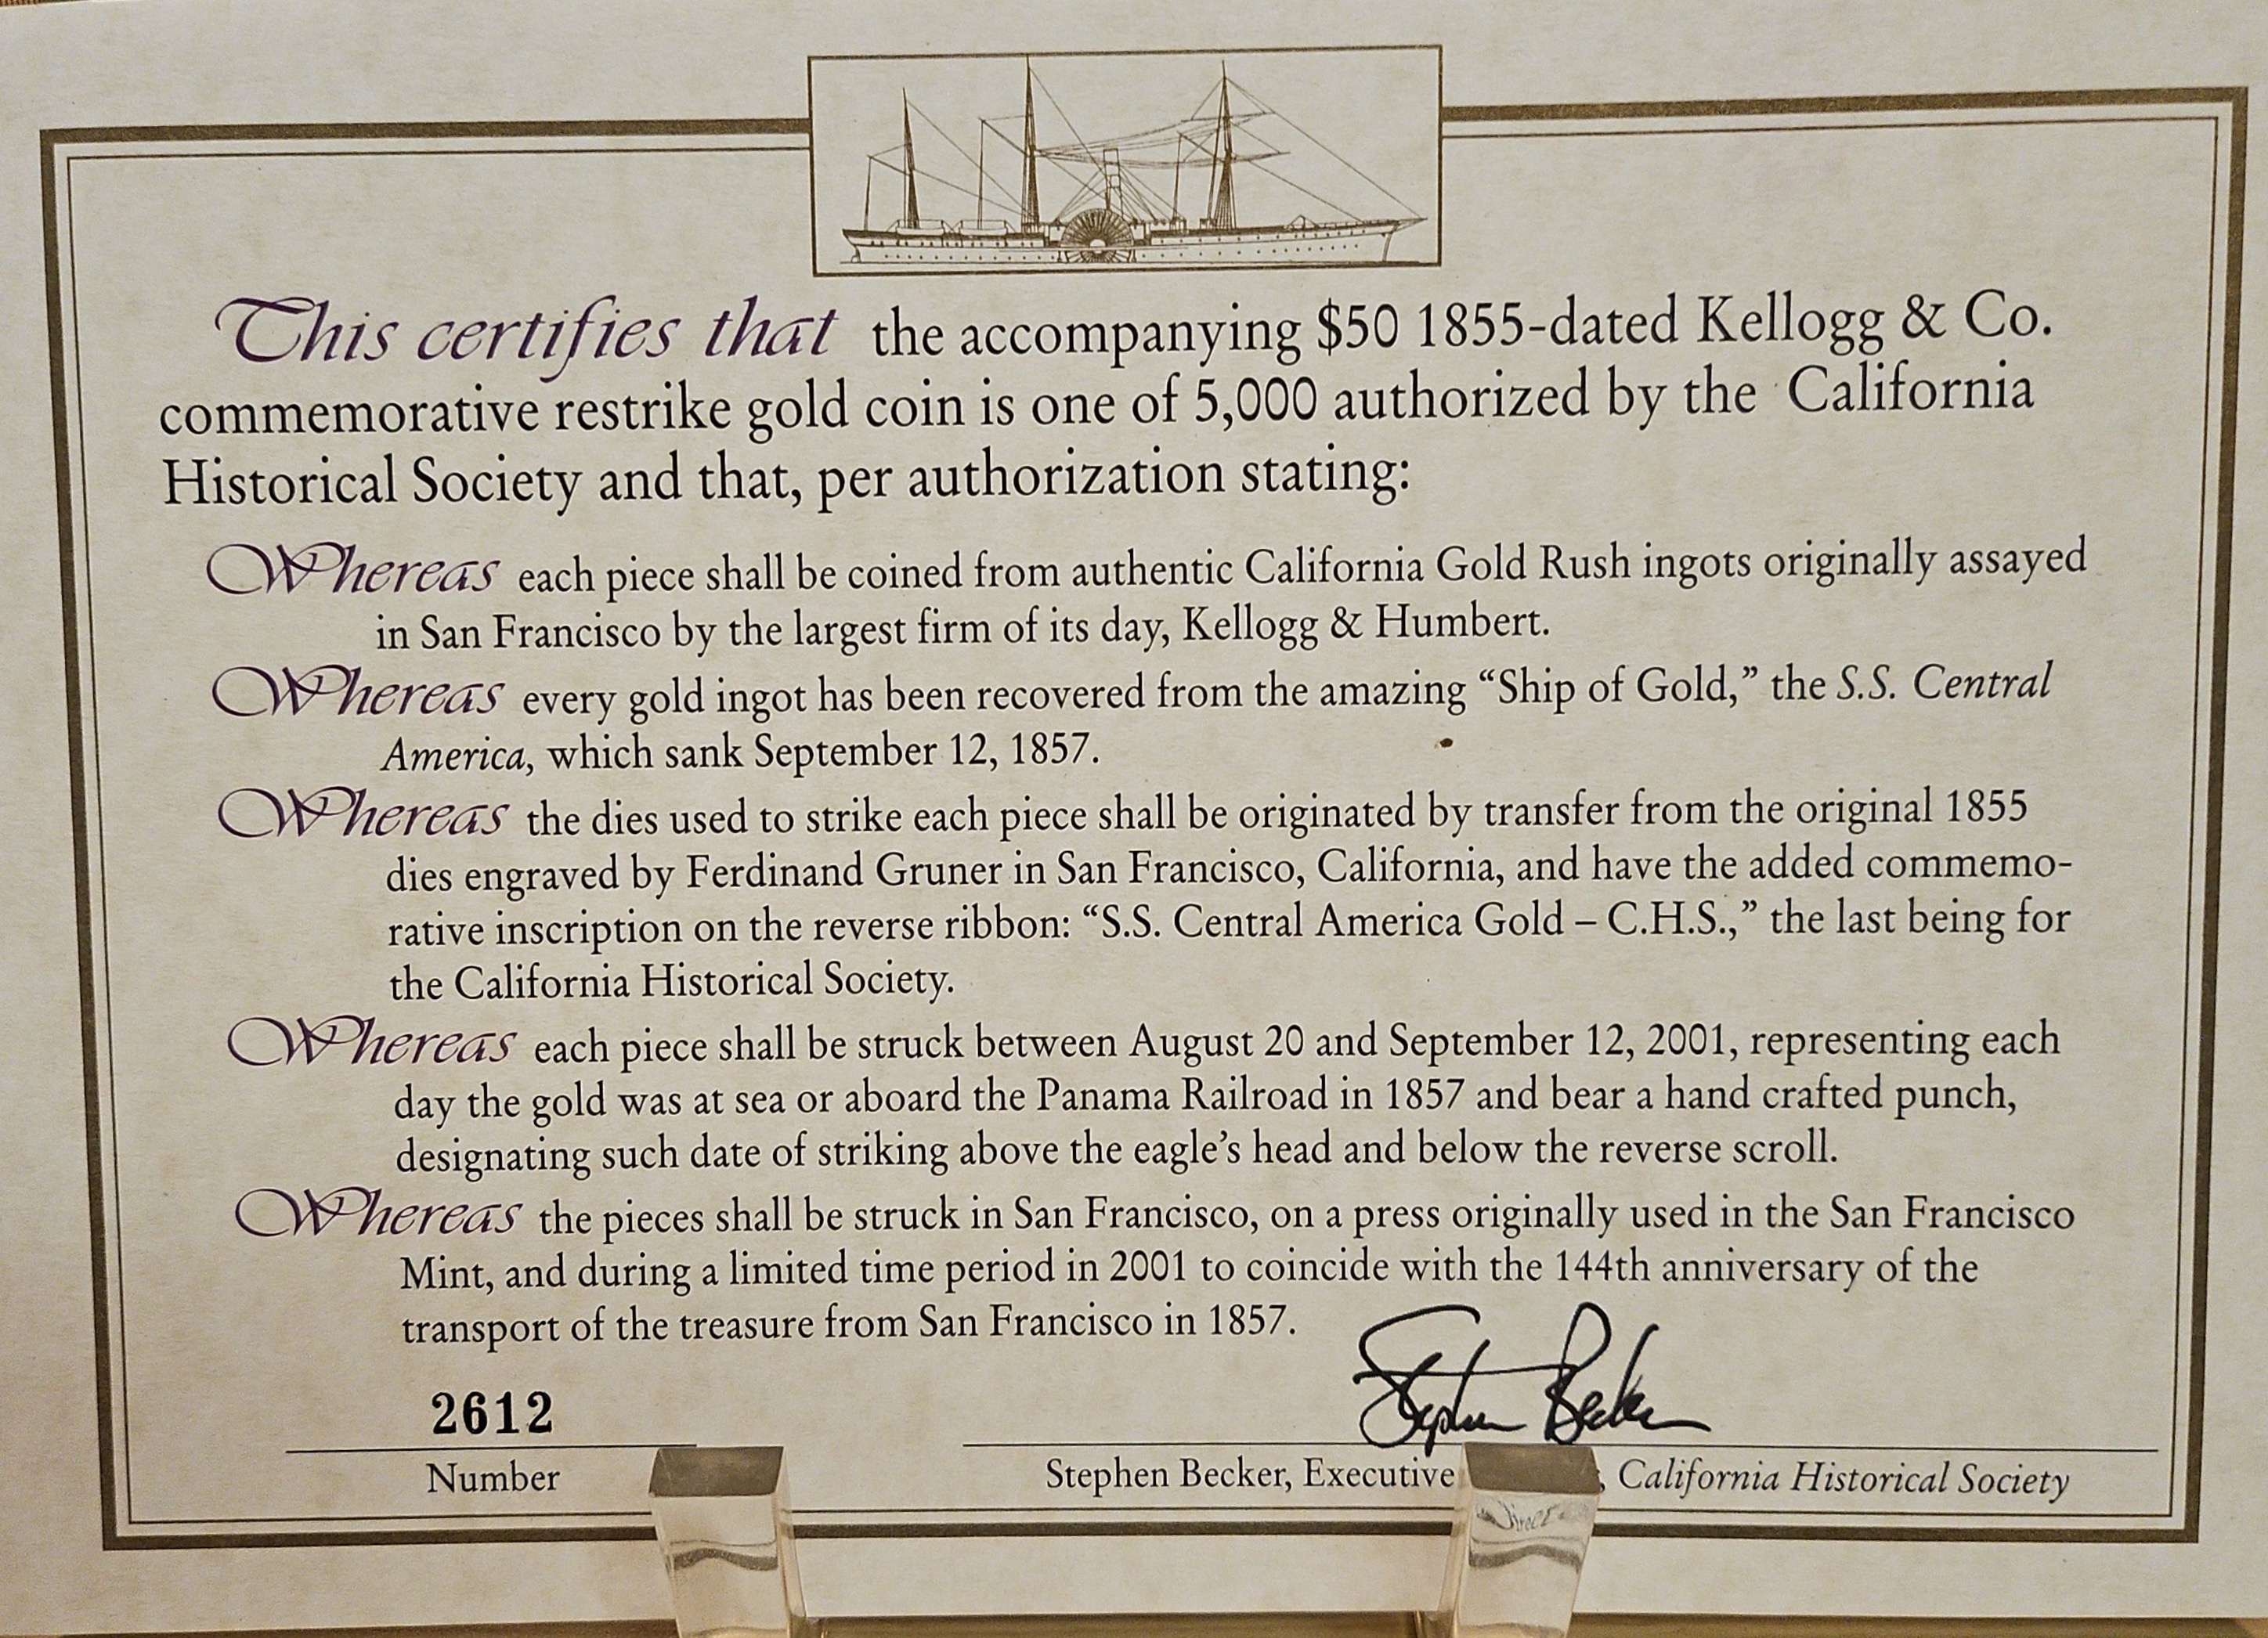 This certifies that the accompanying $50 1855-dated Kellogg & Co.
commemorative restrike gold coin is one of 5,000 authorized by the California
Historical Society and that, per authorization stating:
Whereas each piece shall be coined from authentic California Gold Rush ingots originally assayed
in San Francisco by the largest firm of its day, Kellogg & Humbert.
Whereas every gold ingot has been recovered from the amazing “Ship of Gold,” the S.S. Central
America, which sank September 12, 1857.
Whereas the dies used to strike each piece shall be originated by transfer from the original 1855
dies engraved by Ferdinand Gruner in San Francisco, California, and have the added commemo-
rative inscription on the reverse ribbon: “S.S. Central America Gold – C.H.S.,” the last being for
the California Historical Society.
Whereas each piece shall be struck between August 20 and September 12, 2001, representing each
day the gold was at sea or aboard the Panama Railroad in 1857 and bear a hand crafted punch,
designating such date of striking above the eagle’s head and below the reverse scroll.
Whereas the pieces shall be struck in San Francisco, on a press originally used in the San Francisco
Mint, and during a limited time period in 2001 to coincide with the 144th anniversary of the
transport of the treasure from San Francisco in 1857.
2612
Stephen Becker
Number
Stephen Becker, Executive , California Historical Society